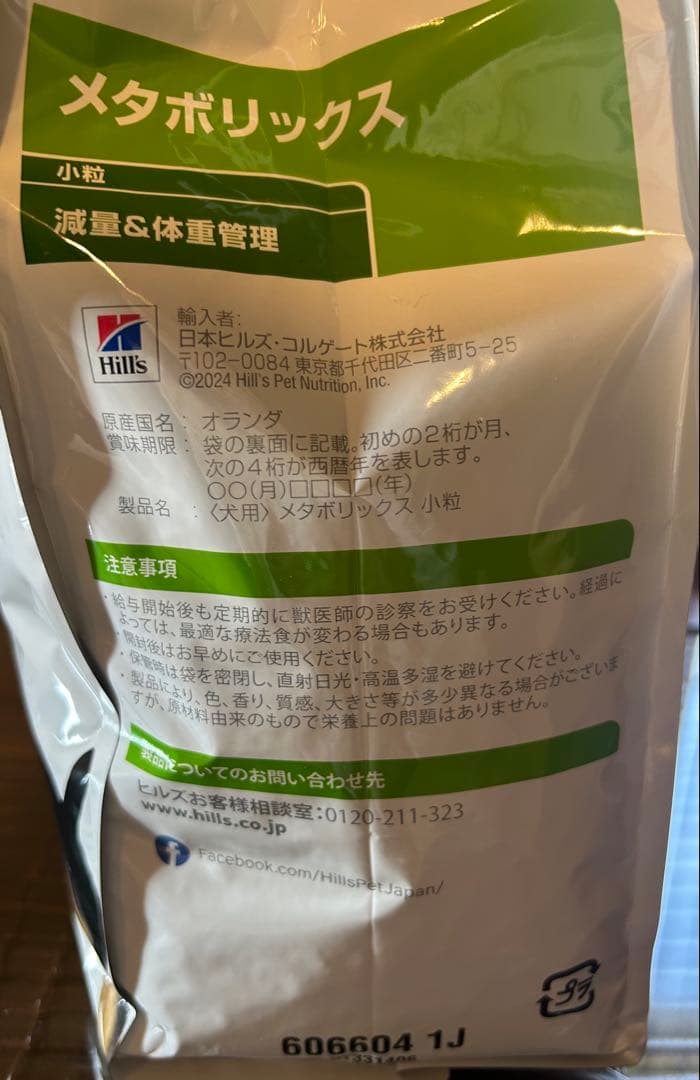 メタボリックス
小粒
減量&体重管理
Hill's
輸入者:
日本ヒルズ・コルゲート株式会社
〒102-0084 東京都千代田区二番町5-25
©2024 Hill's Pet Nutrition, Inc.
原産国名: オランダ
賞味期限: 袋の裏面に記載。初めの2桁が月、
次の4桁が西暦年を表します。
○○(月)□□□□(年)
製品名 : 〈犬用〉メタボリックス 小粒
注意事項
・給与開始後も定期的に獣医師の診察をお受けください。経過に
よっては、最適な療法食が変わる場合もあります。
・開封後はお早めにご使用ください。
・保管時は袋を密閉し、直射日光・高温多湿を避けてください。
・製品により、色、香り、質感、大きさ等が多少異なる場合がございま
すが、原材料由来のもので栄養上の問題はありません。
製品についてのお問い合わせ先
ヒルズお客様相談室:0120-211-323
www.hills.co.jp
Facebook.com/HillsPetJapan/
プラ
606604 1J